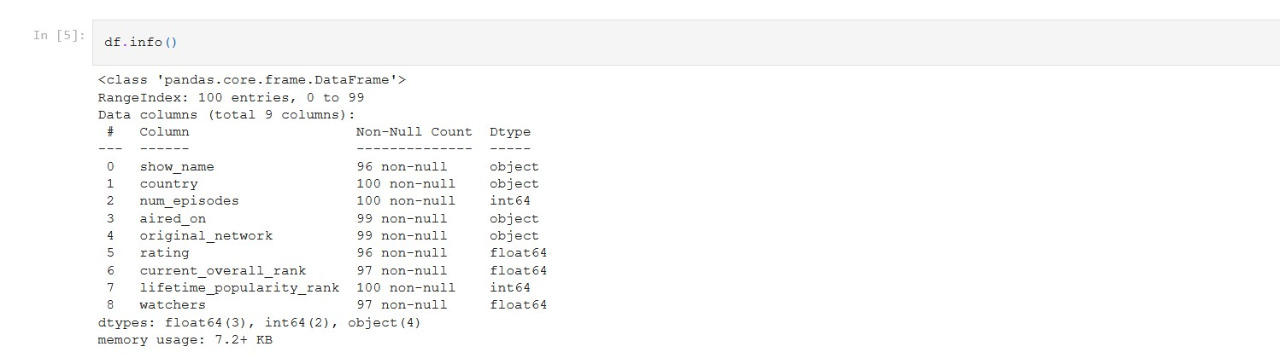 In [5]:
df.info()
<class 'pandas.core.frame.DataFrame'>
RangeIndex: 100 entries, 0 to 99
Data columns (total 9 columns):
 #   Column                    Non-Null Count  Dtype
---  ------                    --------------  -----
 0   show_name                 96 non-null     object
 1   country                   100 non-null    object
 2   num_episodes              100 non-null    int64
 3   aired_on                  99 non-null     object
 4   original_network          99 non-null     object
 5   rating                    96 non-null     float64
 6   current_overall_rank      97 non-null     float64
 7   lifetime_popularity_rank  100 non-null    int64
 8   watchers                  97 non-null     float64
dtypes: float64(3), int64(2), object(4)
memory usage: 7.2+ KB